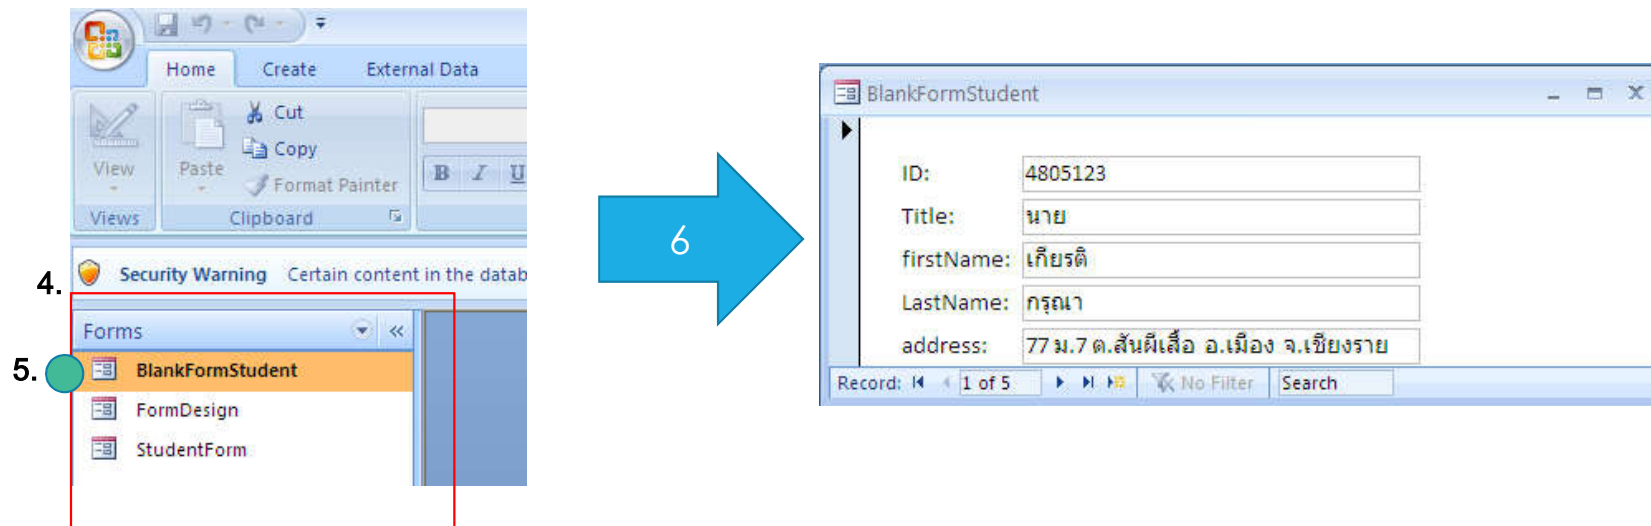 Home Create External Data
Cut
Copy
Format Painter
View
Paste
B I U
Views
Clipboard
4.
Security Warning Certain content in the datab
Forms
5.
BlankFormStudent
FormDesign
StudentForm
6
BlankFormStudent
ID: 4805123
Title: นาย
firstName: เกียรติ
LastName: กรุณา
address: 77 ม.7 ต.สันผีเสื้อ อ.เมือง จ.เชียงราย
Record: 1 of 5 No Filter Search